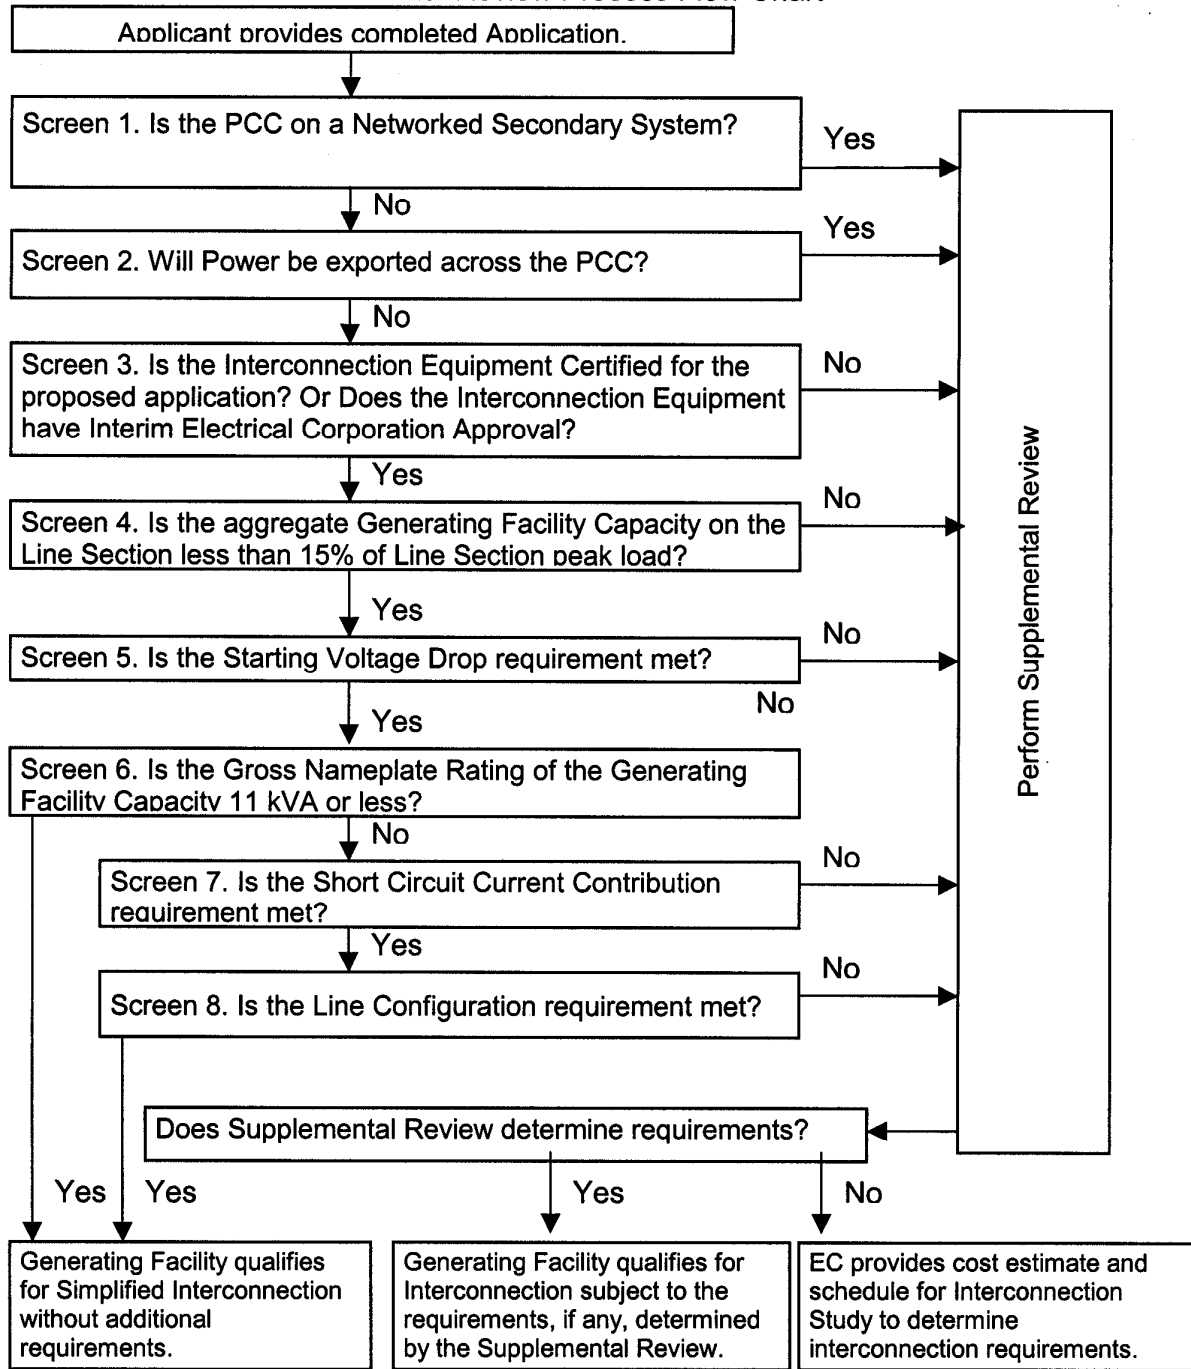 Applicant provides completed Application.
Screen 1. Is the PCC on a Networked Secondary System?
Yes
No
Yes
Screen 2. Will Power be exported across the PCC?
No
Screen 3. Is the Interconnection Equipment Certified for the
proposed application? Or Does the Interconnection Equipment
have Interim Electrical Corporation Approval?
No
Yes
No
Screen 4. Is the aggregate Generating Facility Capacity on the
Line Section less than 15% of Line Section peak load?
Yes
No
Screen 5. Is the Starting Voltage Drop requirement met?
No
Yes
Screen 6. Is the Gross Nameplate Rating of the Generating
Facility Capacity 11 kVA or less?
No
No
Screen 7. Is the Short Circuit Current Contribution
requirement met?
Yes
No
Screen 8. Is the Line Configuration requirement met?
Perform Supplemental Review
Does Supplemental Review determine requirements?
Yes Yes
Yes
No
Generating Facility qualifies
for Simplified Interconnection
without additional
requirements.
Generating Facility qualifies for
Interconnection subject to the
requirements, if any, determined
by the Supplemental Review.
EC provides cost estimate and
schedule for Interconnection
Study to determine
interconnection requirements.